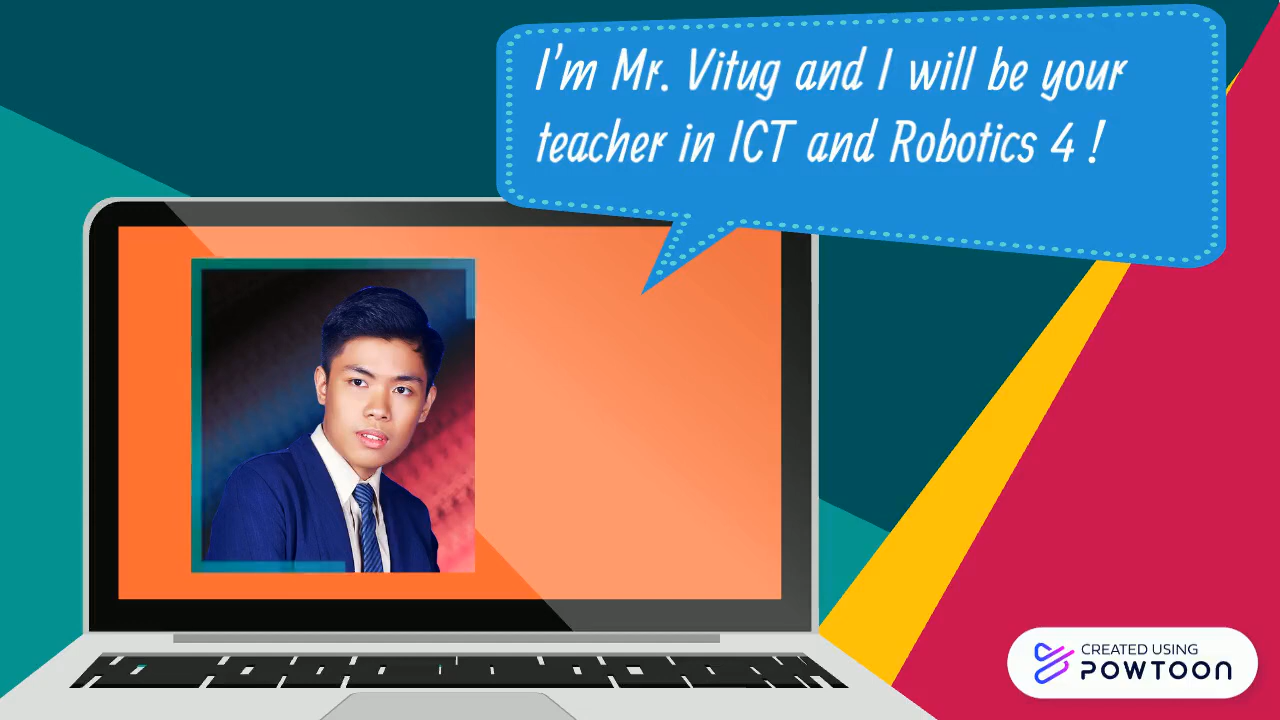 I'm Mr. Vitug and I will be your
teacher in ICT and Robotics 4 !
CREATED USING
POWTOON